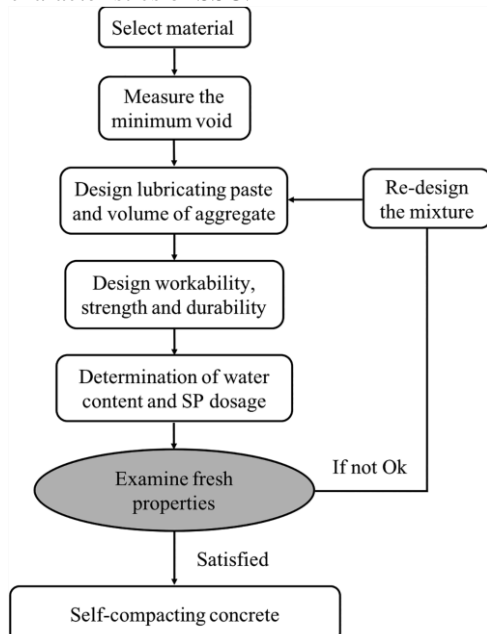 Select material
Measure the
minimum void
Design lubricating paste
and volume of aggregate
Re-design
the mixture
Design workability,
strength and durability
Determination of water
content and SP dosage
Examine fresh
properties
If not Ok
Satisfied
Self-compacting concrete